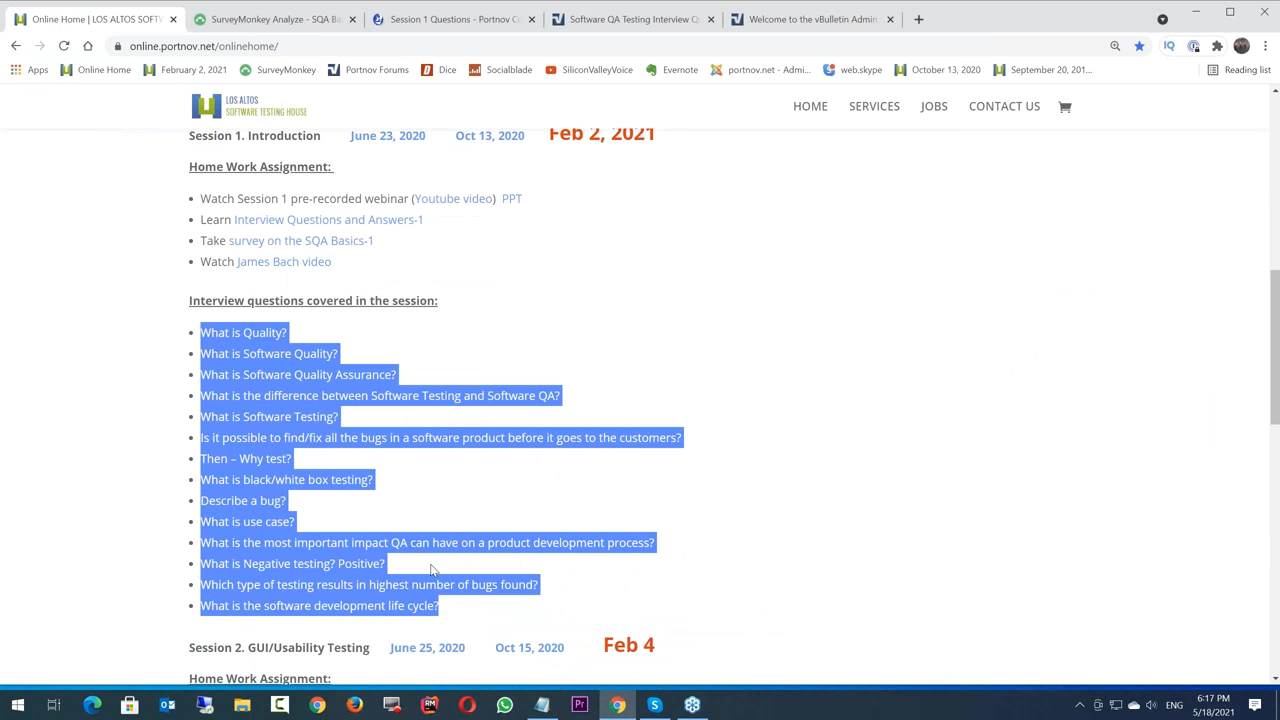 Online Home | LOS ALTOS SOFTW
SurveyMonkey Analyze - SQA Ba
Session 1 Questions - Portnov Co
Software QA Testing Interview Q
Welcome to the vBulletin Admin
online.portnov.net/onlinehome/
Apps
Online Home
February 2, 2021
SurveyMonkey
Portnov Forums
Dice
Socialblade
SiliconValleyVoice
Evernote
portnov.net - Admi...
web.skype
October 13, 2020
September 20, 201...
Reading list
LOS ALTOS
SOFTWARE TESTING HOUSE
HOME
SERVICES
JOBS
CONTACT US
Session 1. Introduction June 23, 2020 Oct 13, 2020 Feb 2, 2021
Home Work Assignment:
Watch Session 1 pre-recorded webinar (Youtube video) PPT
Learn Interview Questions and Answers-1
Take survey on the SQA Basics-1
Watch James Bach video
Interview questions covered in the session:
What is Quality?
What is Software Quality?
What is Software Quality Assurance?
What is the difference between Software Testing and Software QA?
What is Software Testing?
Is it possible to find/fix all the bugs in a software product before it goes to the customers?
Then – Why test?
What is black/white box testing?
Describe a bug?
What is use case?
What is the most important impact QA can have on a product development process?
What is Negative testing? Positive?
Which type of testing results in highest number of bugs found?
What is the software development life cycle?
Session 2. GUI/Usability Testing June 25, 2020 Oct 15, 2020 Feb 4
Home Work Assignment:
6:17 PM
5/18/2021